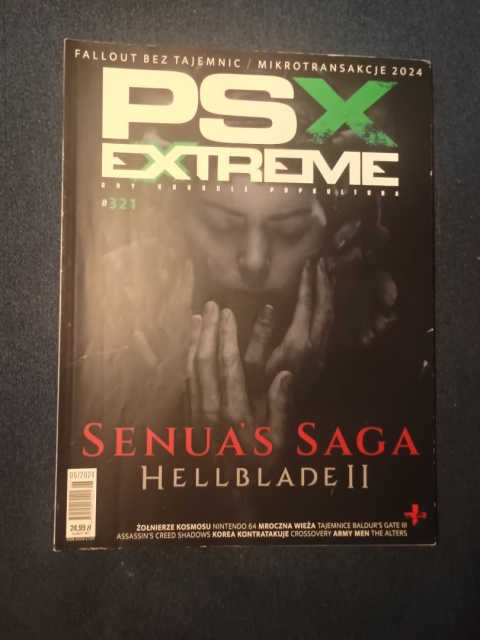 FALLOUT BEZ TAJEMNIC / MIKROTRANSAKCJE 2024
PSX
EXTREME
GRY KONSOLE POPKULTURA
#321
SENUA'S SAGA
HELLBLADE II
06/2024
24,99 zł
ŻOŁNIERZE KOSMOSU NINTENDO 64 MROCZNA WIEŻA TAJEMNICE BALDUR'S GATE III
ASSASSIN'S CREED SHADOWS KOREA KONTRATAKUJE CROSSOVERY ARMY MEN THE ALTERS